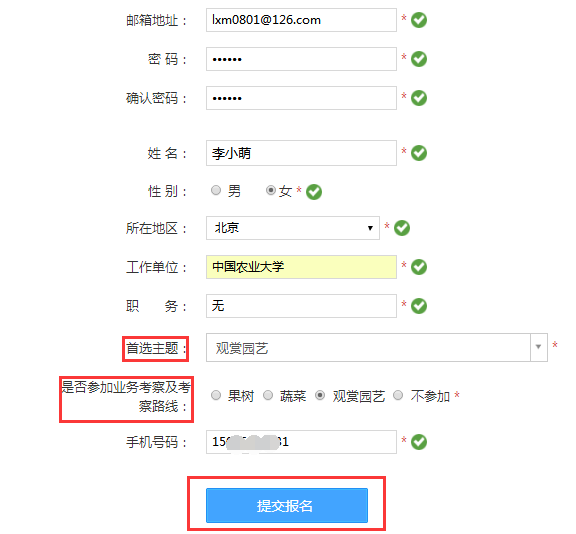 邮箱地址： lxm0801@126.com *
密 码： •••••• *
确认密码： •••••• *
姓 名： 李小萌 *
性 别： 男 女 *
所在地区： 北京 *
工作单位： 中国农业大学 *
职 务： 无 *
首选主题： 观赏园艺 *
是否参加业务考察及考
察路线： 果树 蔬菜 观赏园艺 不参加 *
手机号码： *
提交报名